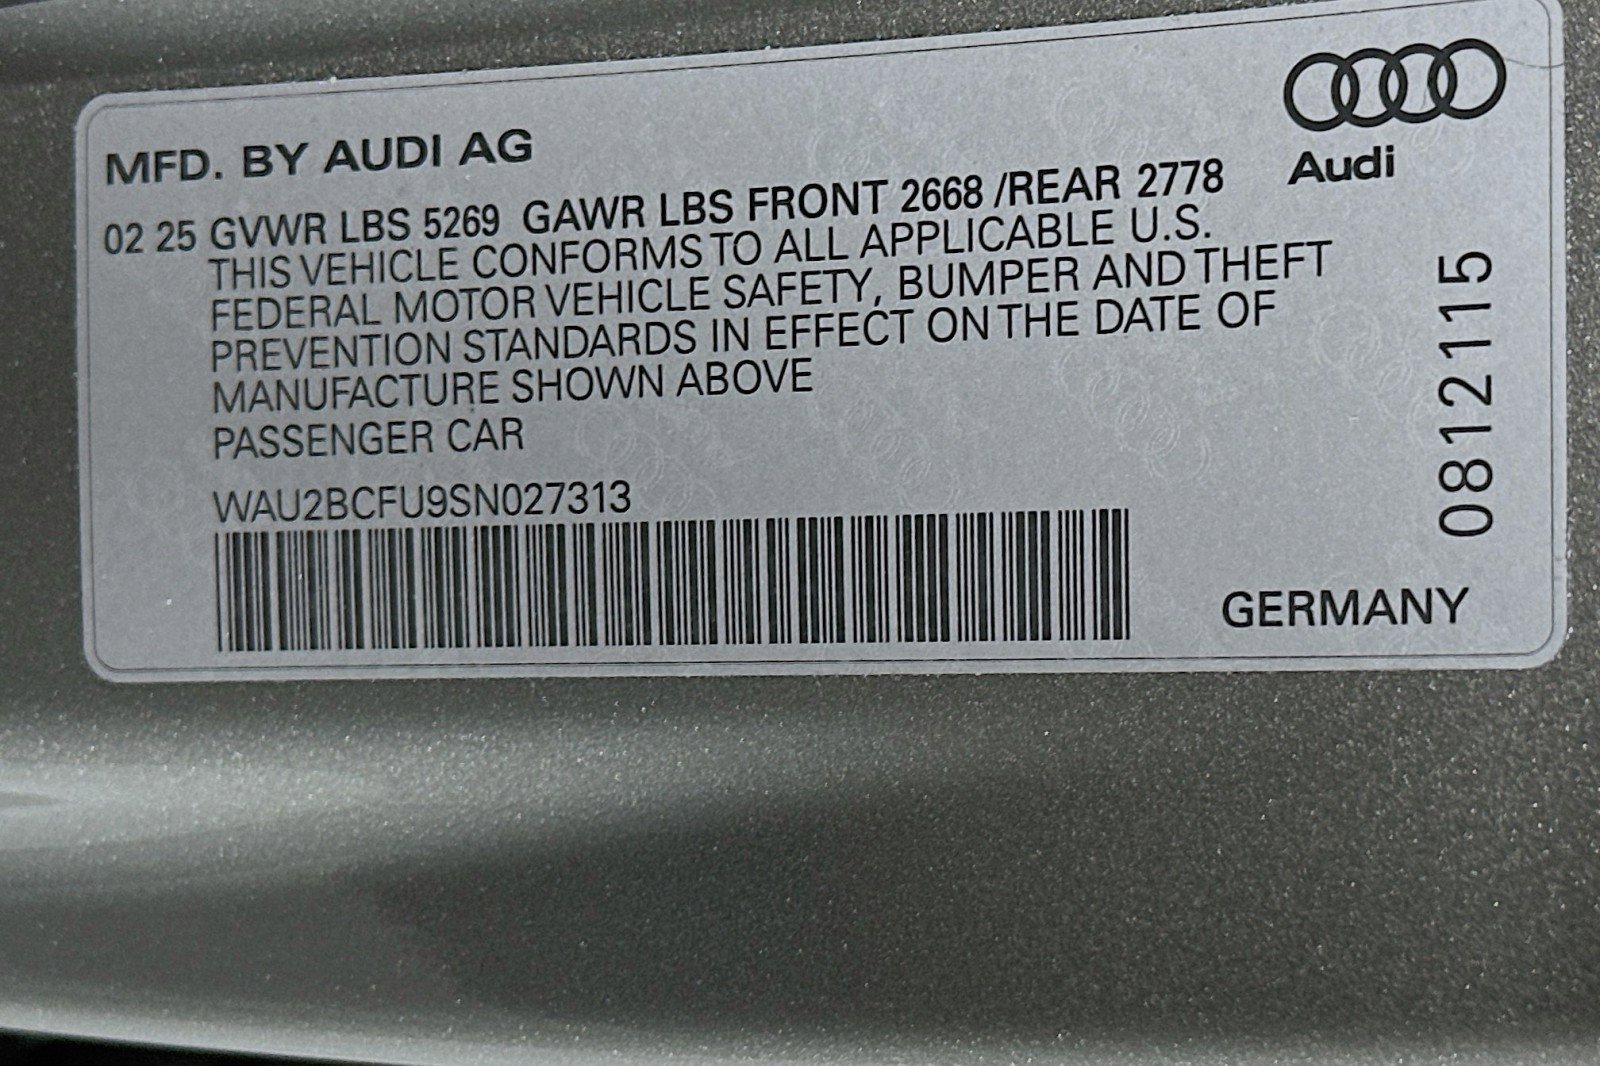 MFD. BY AUDI AG
Audi
02 25 GVWR LBS 5269 GAWR LBS FRONT 2668 /REAR 2778
THIS VEHICLE CONFORMS TO ALL APPLICABLE U.S.
FEDERAL MOTOR VEHICLE SAFETY, BUMPER AND THEFT
PREVENTION STANDARDS IN EFFECT ON THE DATE OF
MANUFACTURE SHOWN ABOVE
PASSENGER CAR
WAU2BCFU9SN027313
08121115
GERMANY